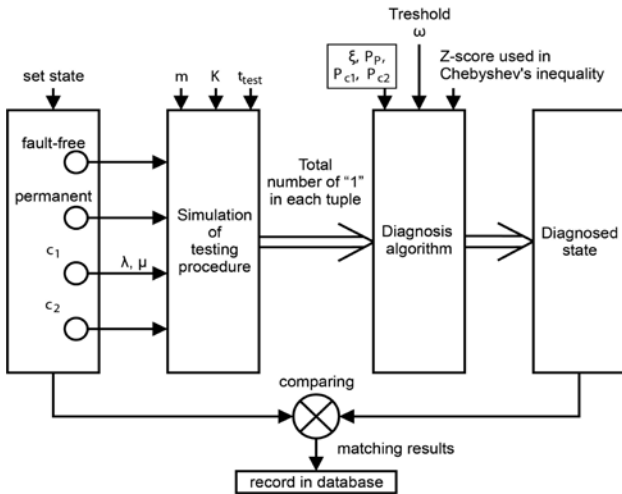 Treshold
ω
set state
m K t_test
ξ, P_P,
P_c1, P_c2
Z-score used in
Chebyshev's inequality
fault-free
permanent
c_1
λ, μ
c_2
Simulation
of
testing
procedure
Total
number of "1"
in each tuple
Diagnosis
algorithm
Diagnosed
state
comparing
matching results
record in database